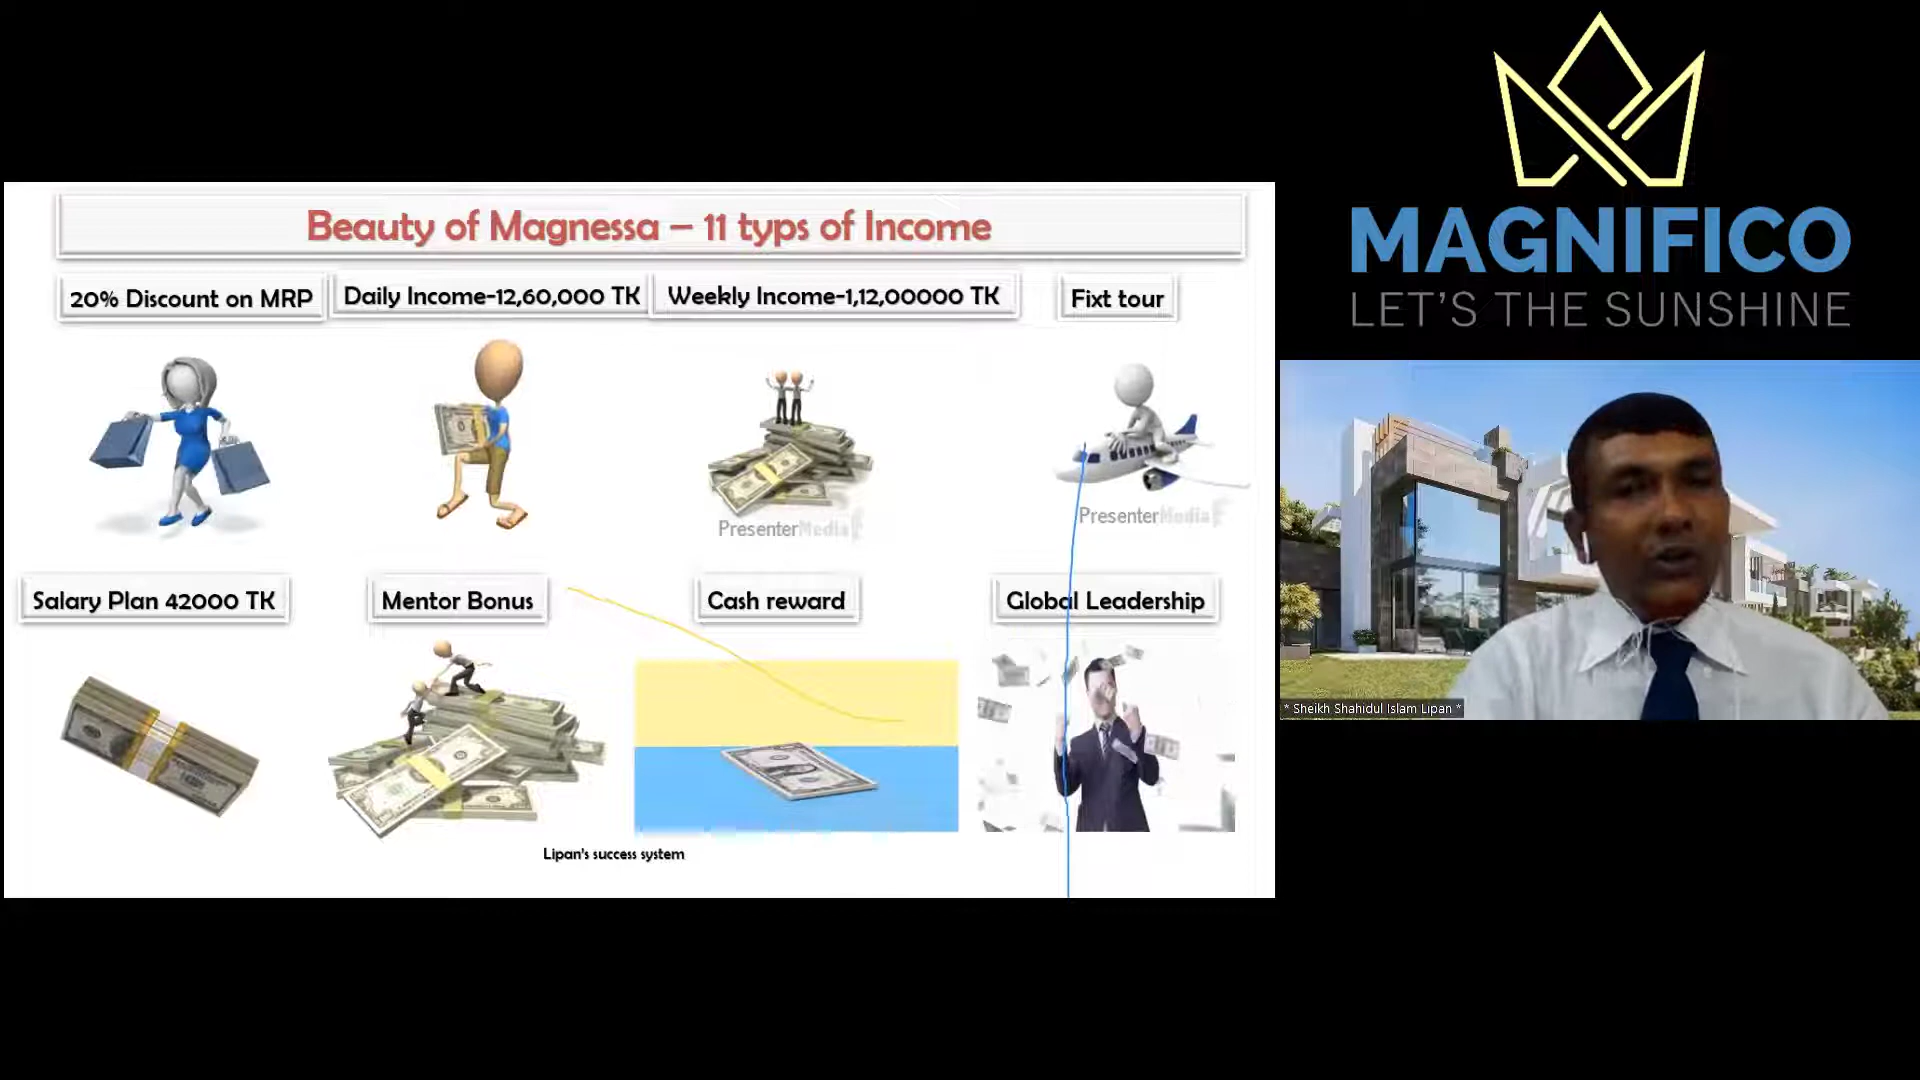 Beauty of Magnessa – 11 typs of Income
20% Discount on MRP
Daily Income-12,60,000 TK
Weekly Income-1,12,00000 TK
Fixt tour
PresenterMedia
PresenterMedia
Salary Plan 42000 TK
Mentor Bonus
Cash reward
Global Leadership
Lipan's success system
MAGNIFICO
LET'S THE SUNSHINE
* Sheikh Shahidul Islam Lipan *